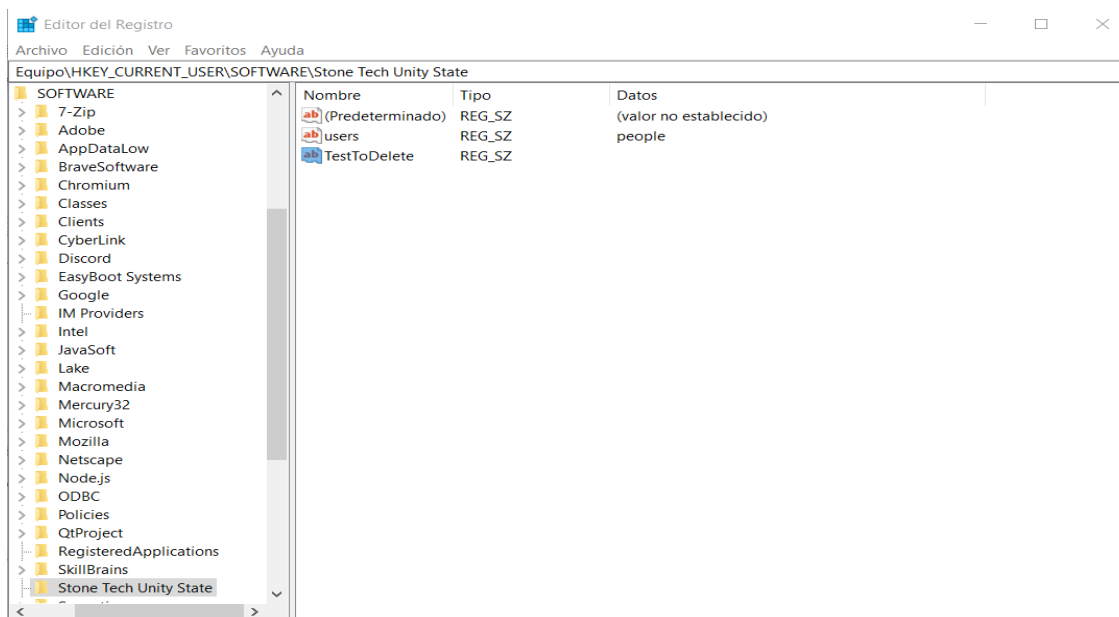 Editor del Registro
Archivo Edición Ver Favoritos Ayuda
Equipo\HKEY_CURRENT_USER\SOFTWARE\Stone Tech Unity State
SOFTWARE
7-Zip
Adobe
AppDataLow
BraveSoftware
Chromium
Classes
Clients
CyberLink
Discord
EasyBoot Systems
Google
IM Providers
Intel
JavaSoft
Lake
Macromedia
Mercury32
Microsoft
Mozilla
Netscape
Node.js
ODBC
Policies
QtProject
RegisteredApplications
SkillBrains
Stone Tech Unity State
Nombre Tipo Datos
ab (Predeterminado) REG_SZ (valor no establecido)
ab users REG_SZ people
ab TestToDelete REG_SZ